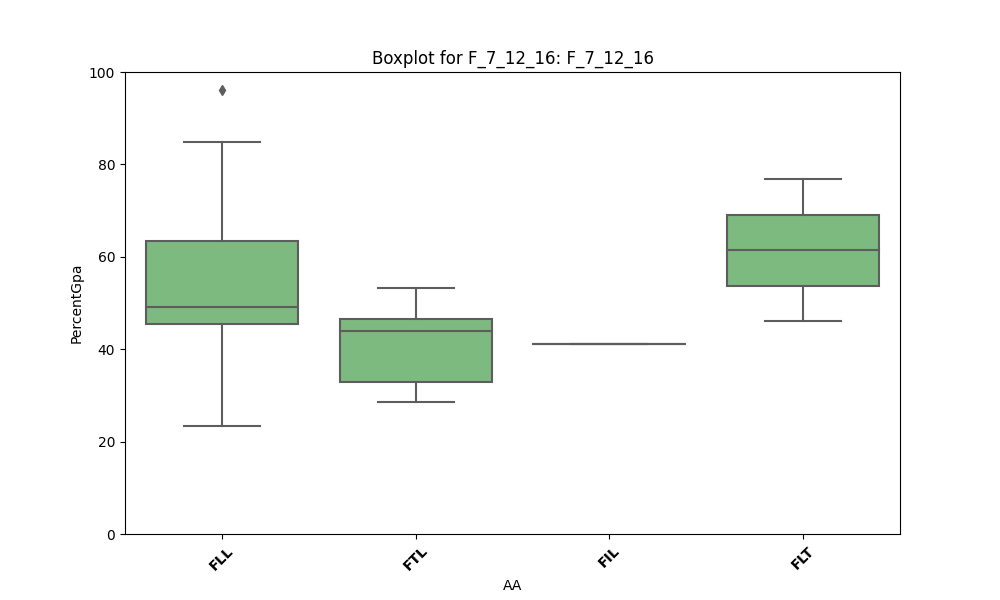 Boxplot for F_7_12_16: F_7_12_16
100
80
60
40
20
0
PercentGpa
FLL
FTL
FIL
FLT
AA